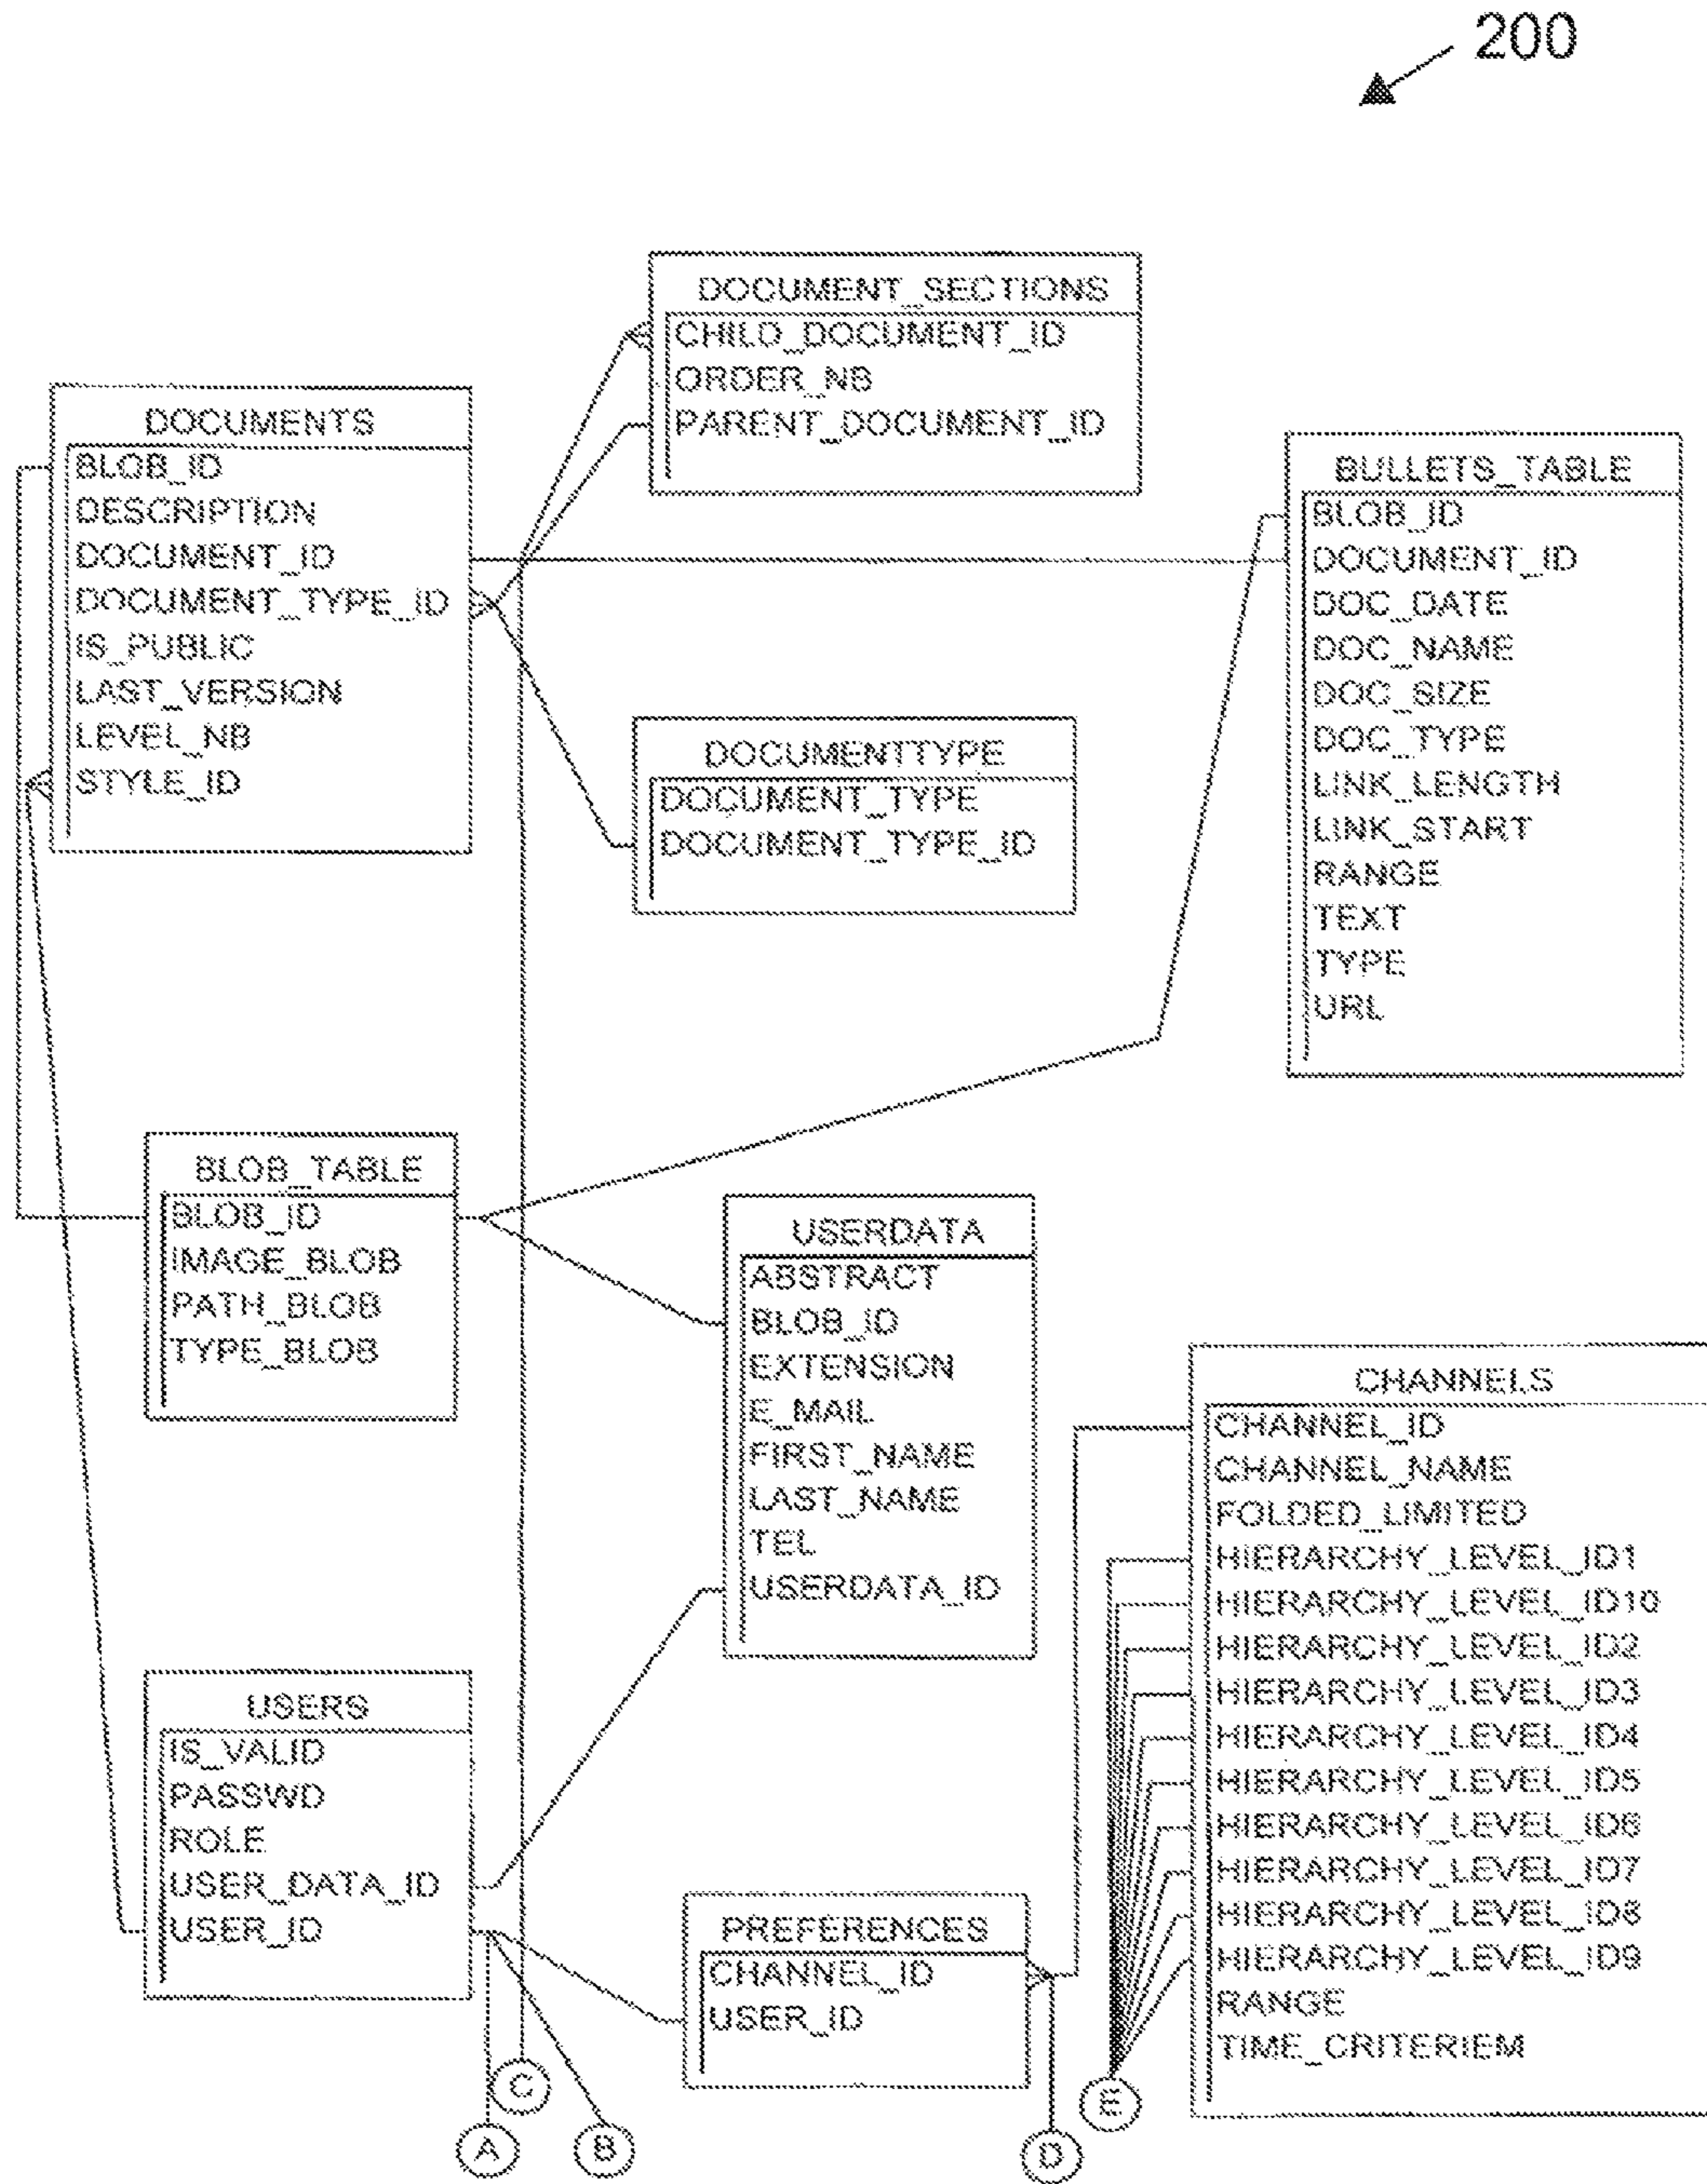 200
DOCUMENT_SECTIONS
CHILD_DOCUMENT_ID
ORDER_NB
PARENT_DOCUMENT_ID
DOCUMENTS
BLOB_ID
DESCRIPTION
DOCUMENT_ID
DOCUMENT_TYPE_ID
IS_PUBLIC
LAST_VERSION
LEVEL_NB
STYLE_ID
BULLETS_TABLE
BLOB_ID
DOCUMENT_ID
DOC_DATE
DOC_NAME
DOC_SIZE
DOC_TYPE
LINK_LENGTH
LINK_START
RANGE
TEXT
TYPE
URL
DOCUMENTTYPE
DOCUMENT_TYPE
DOCUMENT_TYPE_ID
BLOB_TABLE
BLOB_ID
IMAGE_BLOB
PATH_BLOB
TYPE_BLOB
USERDATA
ABSTRACT
BLOB_ID
EXTENSION
E_MAIL
FIRST_NAME
LAST_NAME
TEL
USERDATA_ID
CHANNELS
CHANNEL_ID
CHANNEL_NAME
FOLDED_LIMITED
HIERARCHY_LEVEL_ID1
HIERARCHY_LEVEL_ID10
HIERARCHY_LEVEL_ID2
HIERARCHY_LEVEL_ID3
HIERARCHY_LEVEL_ID4
HIERARCHY_LEVEL_ID5
HIERARCHY_LEVEL_ID6
HIERARCHY_LEVEL_ID7
HIERARCHY_LEVEL_ID8
HIERARCHY_LEVEL_ID9
RANGE
TIME_CRITERIEM
USERS
IS_VALID
PASSWD
ROLE
USER_DATA_ID
USER_ID
PREFERENCES
CHANNEL_ID
USER_ID
C
E
A
B
D